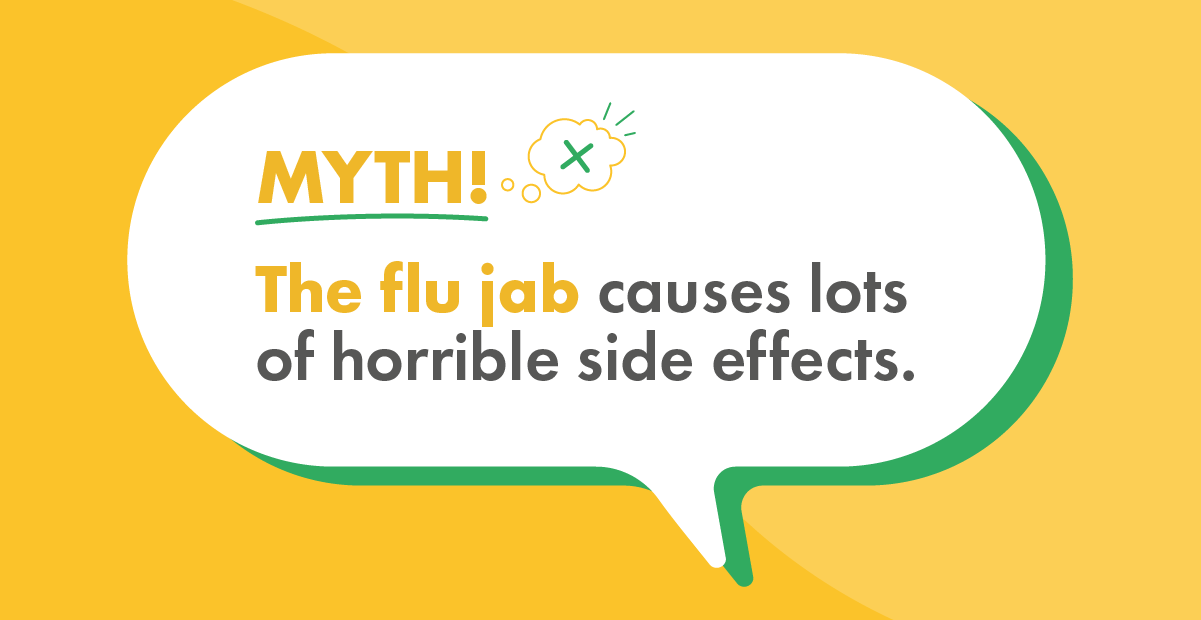 MYTH!
The flu jab causes lots
of horrible side effects.